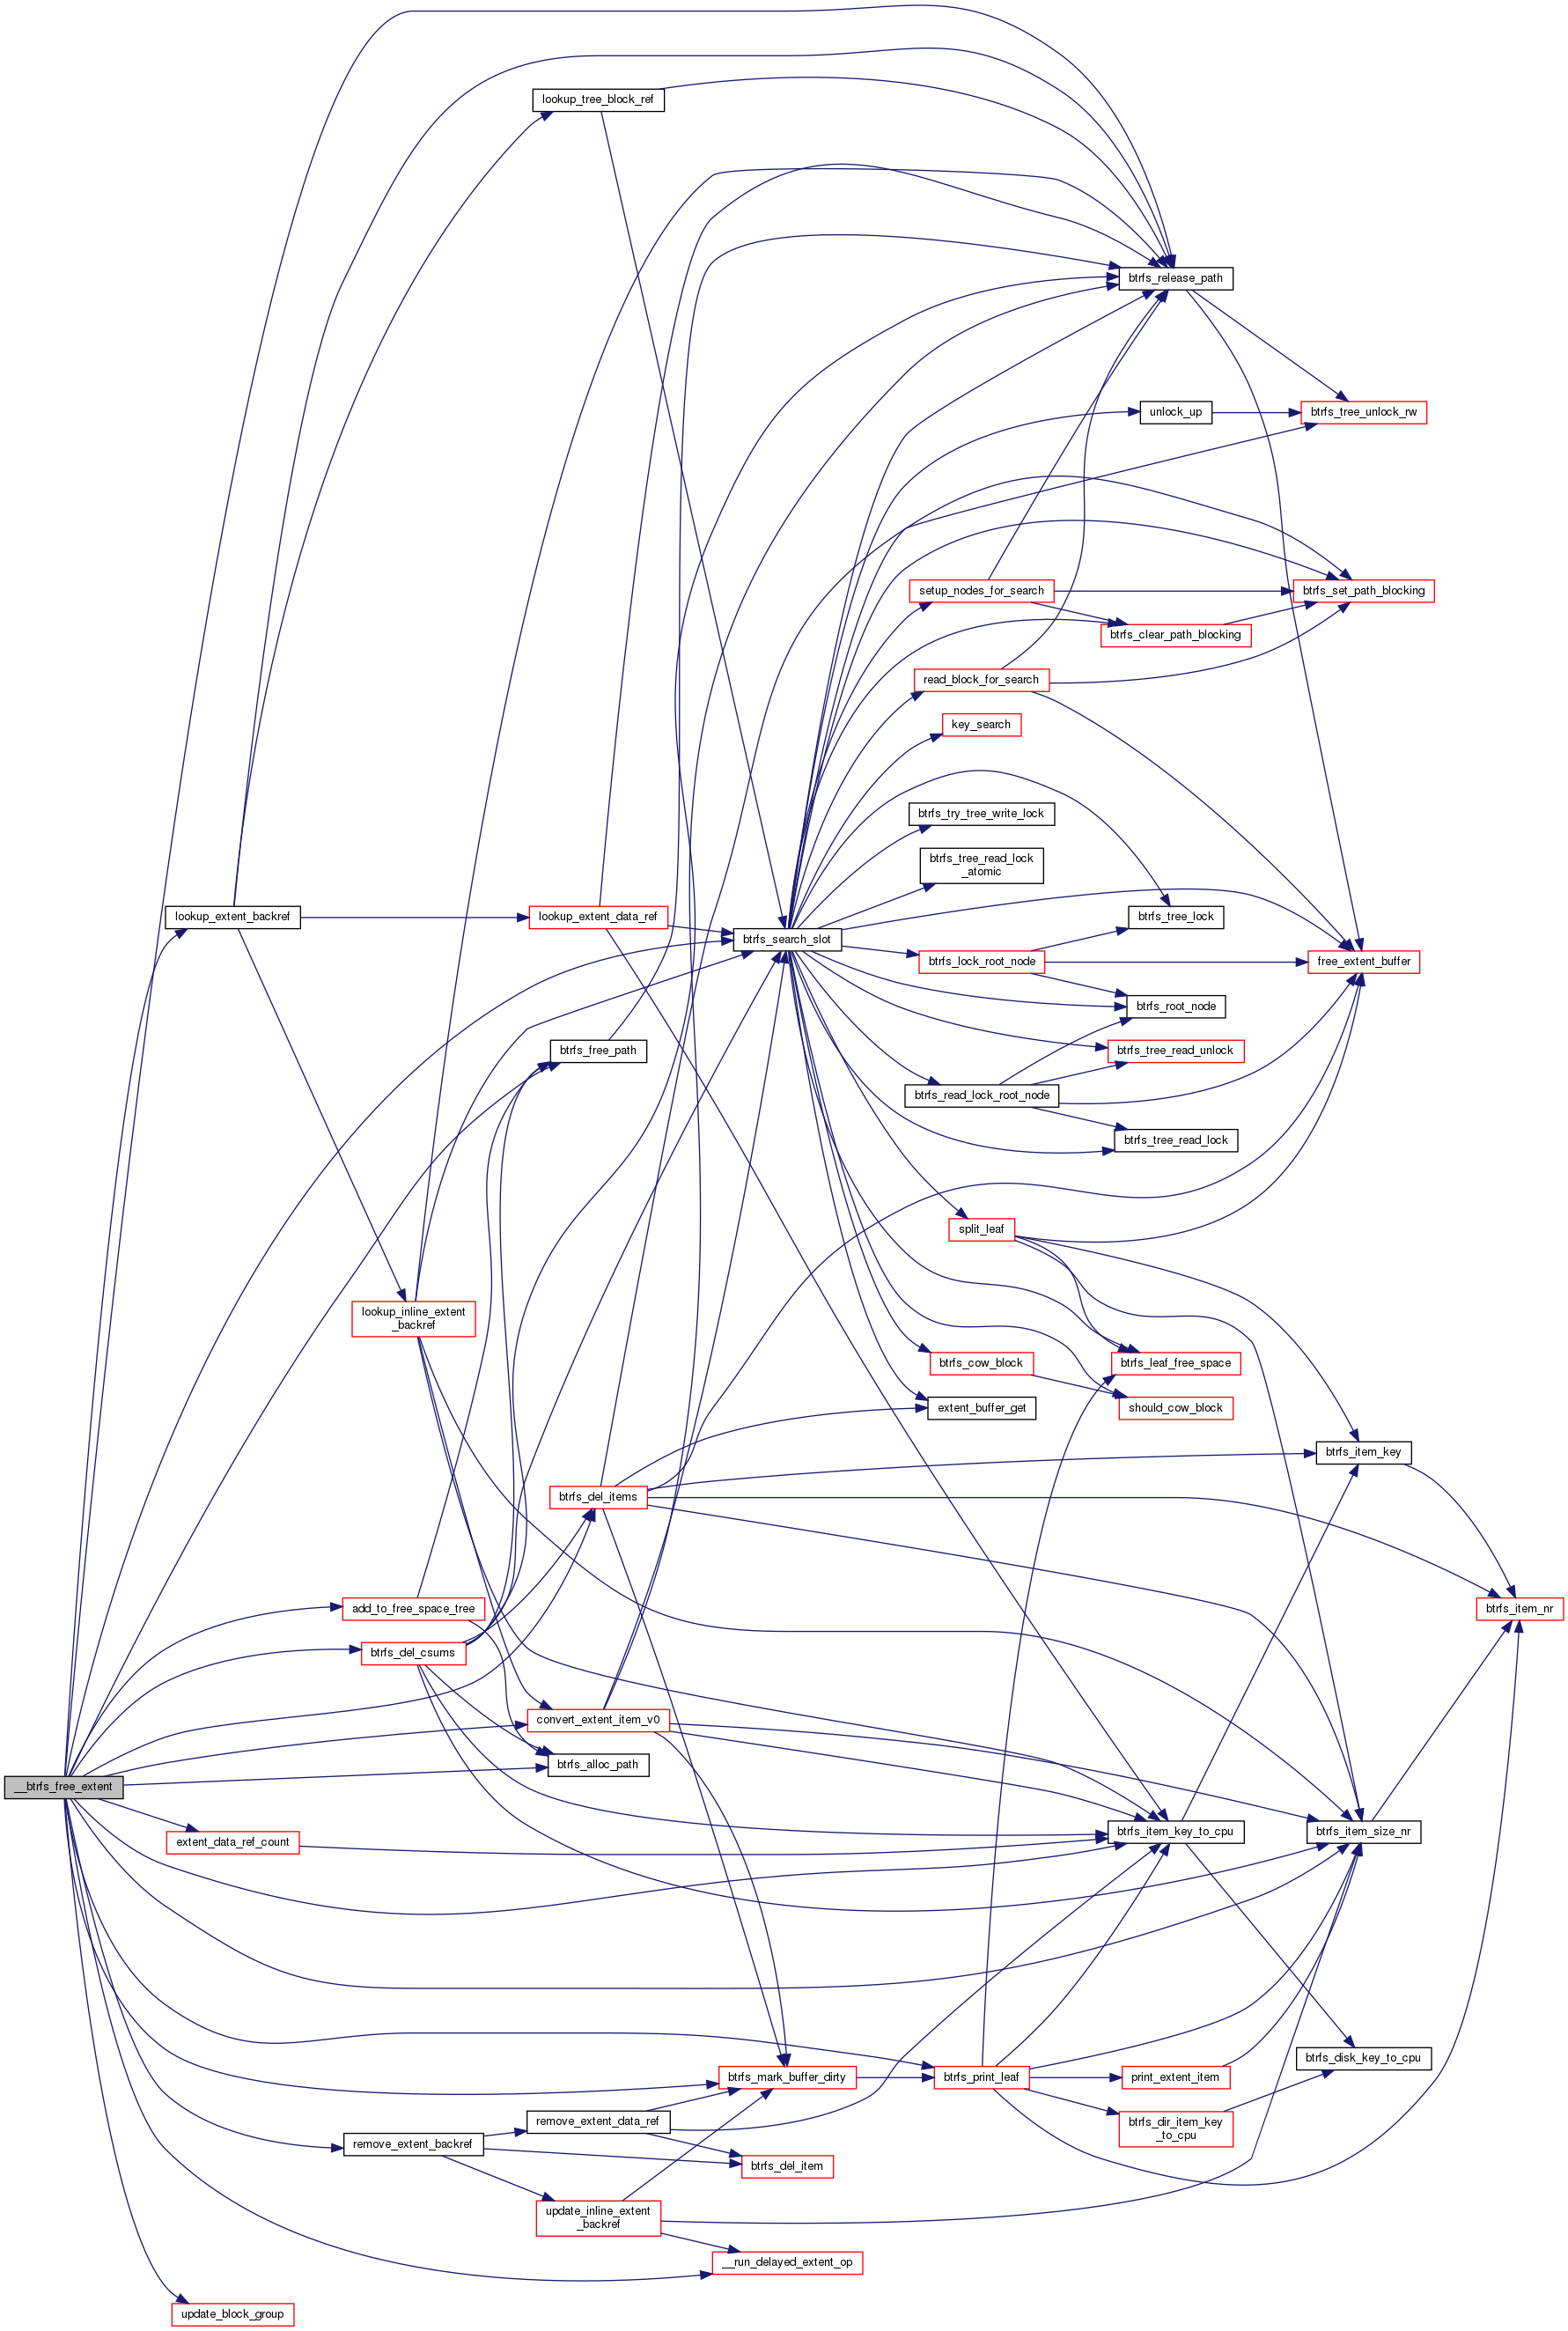 lookup_tree_block_ref
btrfs_release_path
unlock_up
btrfs_tree_unlock_rw
setup_nodes_for_search
btrfs_set_path_blocking
btrfs_clear_path_blocking
read_block_for_search
key_search
btrfs_try_tree_write_lock
btrfs_tree_read_lock
_atomic
lookup_extent_backref
lookup_extent_data_ref
btrfs_tree_lock
btrfs_search_slot
btrfs_lock_root_node
free_extent_buffer
btrfs_root_node
btrfs_free_path
btrfs_tree_read_unlock
btrfs_read_lock_root_node
btrfs_tree_read_lock
split_leaf
lookup_inline_extent
_backref
btrfs_cow_block
btrfs_leaf_free_space
extent_buffer_get
should_cow_block
btrfs_item_key
btrfs_del_items
add_to_free_space_tree
btrfs_item_nr
btrfs_del_csums
convert_extent_item_v0
btrfs_alloc_path
__btrfs_free_extent
extent_data_ref_count
btrfs_item_key_to_cpu
btrfs_item_size_nr
btrfs_disk_key_to_cpu
btrfs_mark_buffer_dirty
btrfs_print_leaf
print_extent_item
remove_extent_data_ref
btrfs_dir_item_key
_to_cpu
remove_extent_backref
btrfs_del_item
update_inline_extent
_backref
__run_delayed_extent_op
update_block_group